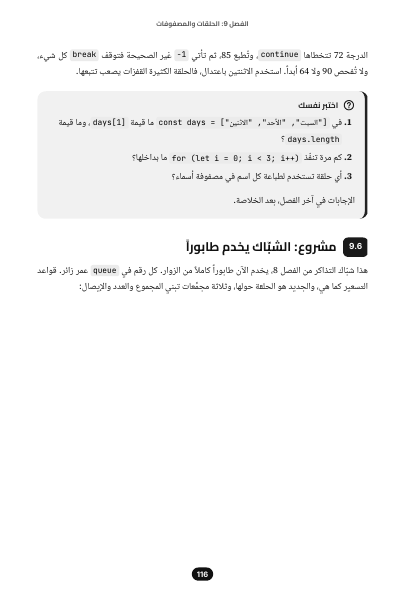 الفصل 9: الحلقات والمصفوفات
الدرجة 72 تتخطاها continue، وتُطبع 85، ثم تأتي 1- غير الصحيحة فتوقف break كل شيء،
ولا تُفحص 90 ولا 64 أبداً. استخدم الاثنتين باعتدال، فالحلقة الكثيرة القفزات يصعب تتبعها.
اختبر نفسك
1. في const days = ["السبت", "الأحد", "الاثنين"] ما قيمة days[1]، وما قيمة
days.length؟
2. كم مرة تنفَّذ for (let i = 0; i < 3; i++) ما بداخلها؟
3. أي حلقة تستخدم لطباعة كل اسم في مصفوفة أسماء؟
الإجابات في آخر الفصل، بعد الخلاصة.
9.6 مشروع: الشبّاك يخدم طابوراً
هذا شبّاك التذاكر من الفصل 8، يخدم الآن طابوراً كاملاً من الزوار. كل رقم في queue عمر زائر. قواعد
التسعير كما هي، والجديد هو الحلقة حولها، وثلاثة مجمِّعات تبني المجموع والعدد والإيصال:
116